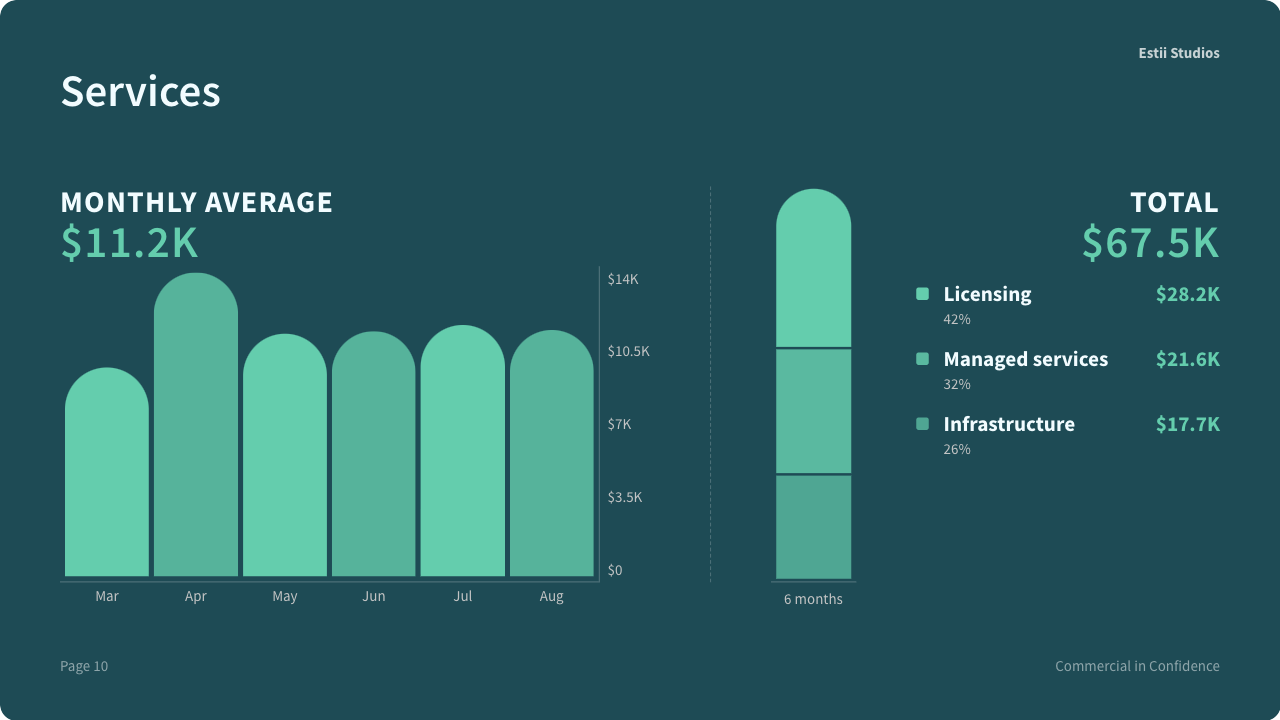 Estii Studios
Services
MONTHLY AVERAGE
$11.2K
$14K
$10.5K
$7K
$3.5K
$0
Mar Apr May Jun Jul Aug
6 months
TOTAL
$67.5K
Licensing $28.2K
42%
Managed services $21.6K
32%
Infrastructure $17.7K
26%
Page 10
Commercial in Confidence